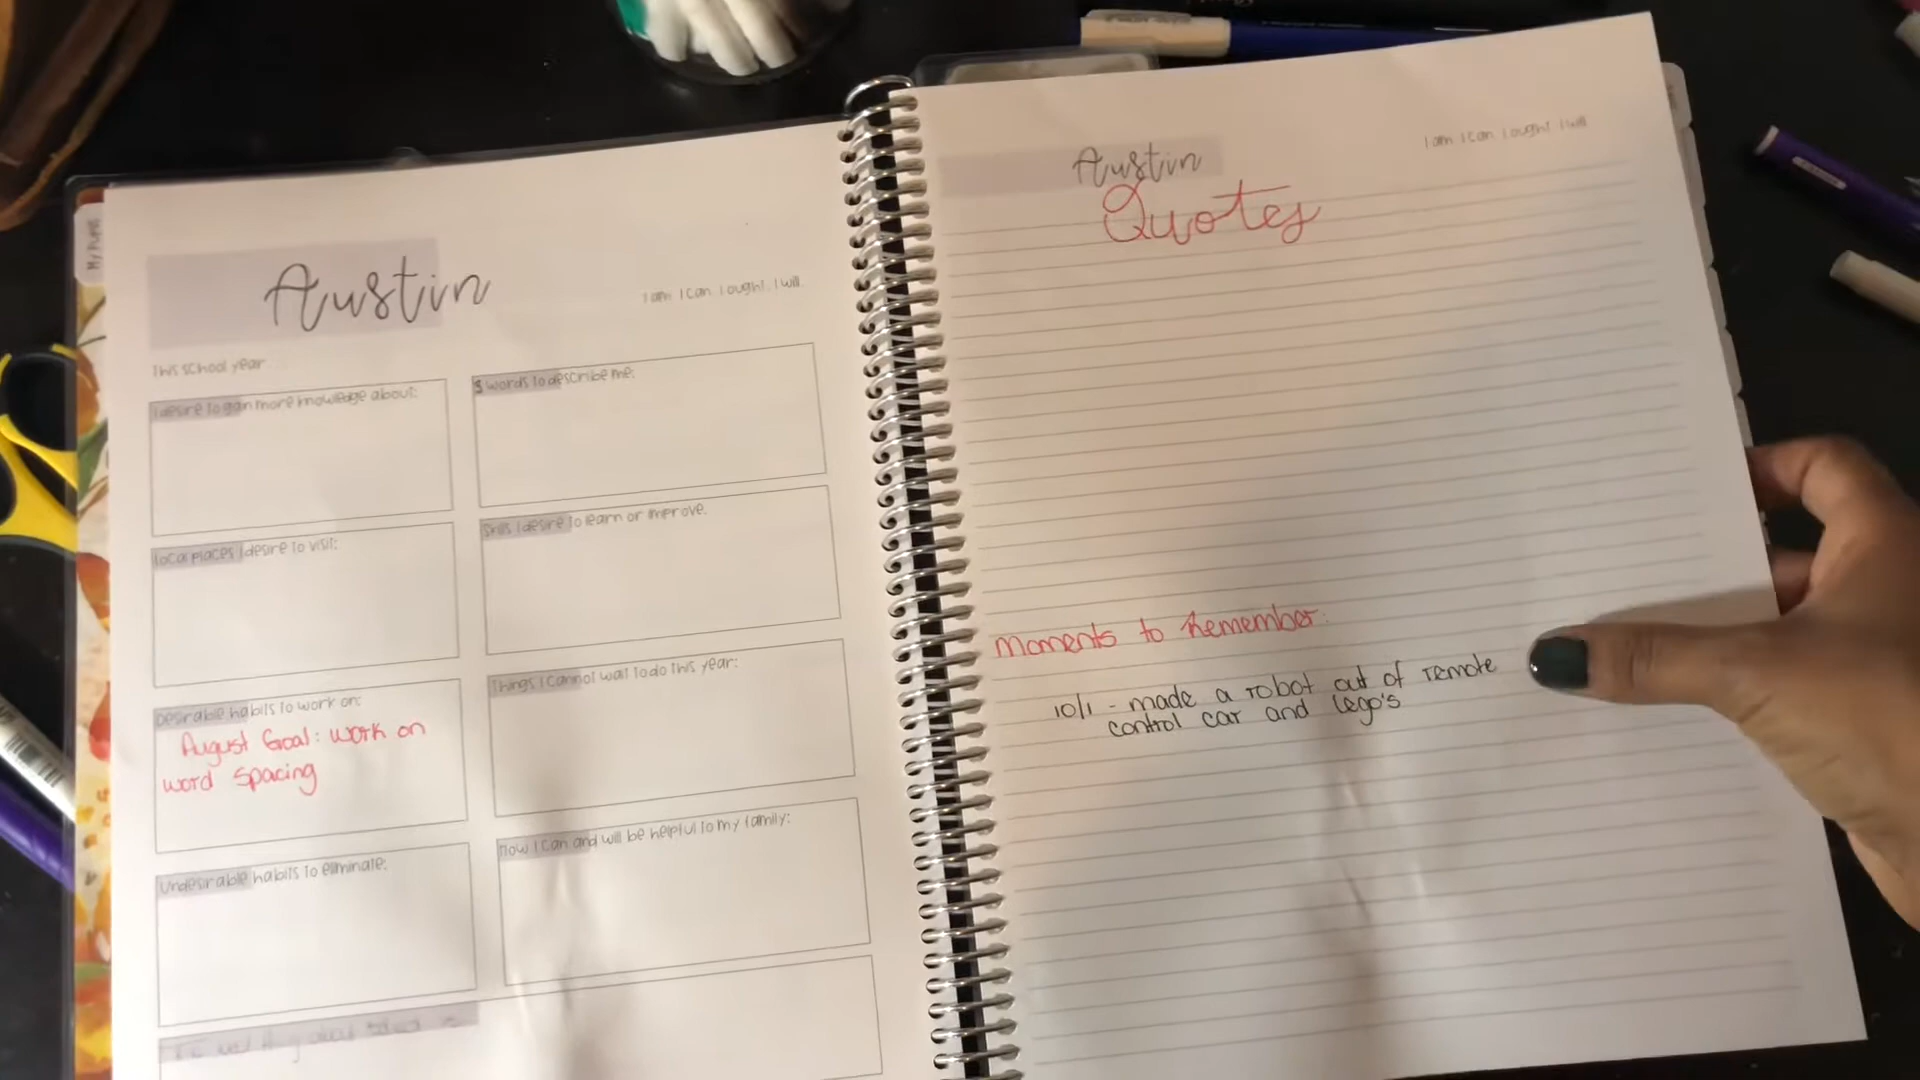 Austin
I am. I can. I ought. I will.
This school year
I desire to gain more knowledge about:
3 words to describe me:
Local places I desire to visit:
Skills I desire to learn or improve:
Desirable habits to work on:
August Goal: Work on
word spacing
Things I cannot wait to do this year:
Undesirable habits to eliminate:
How I can and will be helpful to my family:
Austin
I am. I can. I ought. I will.
Quotes
Moments to Remember:
10/1 - made a robot out of remote
control car and Lego's